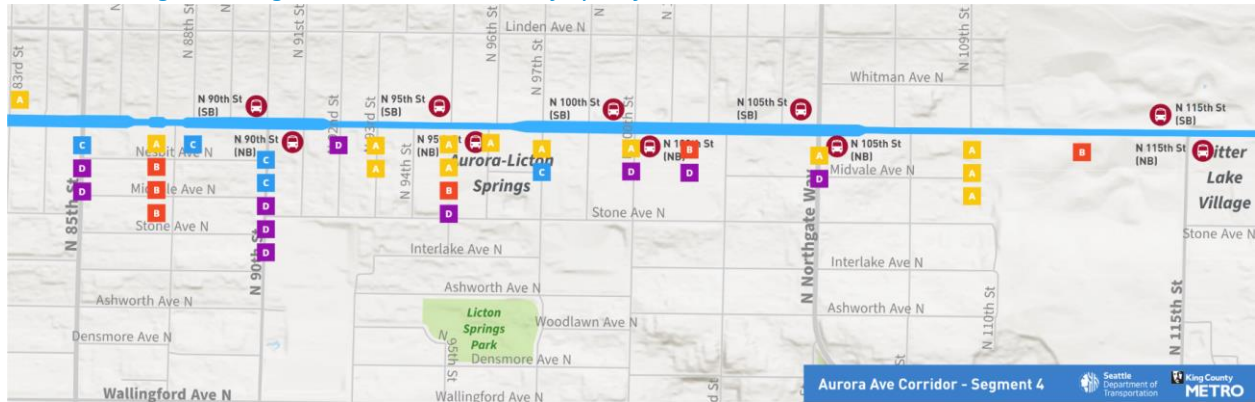 Linden Ave N
N 88th St
N 91st St
N 96th St
N 97th St
N 109th St
83rd St
Whitman Ave N
N 90th St
(SB)
N 95th St
(SB)
N 100th St
(SB)
N 105th St
(SB)
N 115th St
(SB)
A
N 90th St
(NB)
N 93rd St
N 94th St
(NB)
N 105th St
(NB)
N 115th St
(NB)
C
D
D
A
B
B
B
C
C
C
D
D
D
D
A
A
A
A
B
D
A
A
C
A
D
B
D
A
D
A
A
A
B
Nesbit Ave N
Aurora-Licton
Springs
Midvale Ave N
Bitter
Lake
Village
Stone Ave N
Stone Ave N
Stone Ave N
N 85th St
N 90th St
Interlake Ave N
Interlake Ave N
N Northgate Way
Ashworth Ave N
Ashworth Ave N
Ashworth Ave N
N 110th St
N 115th St
Licton
Springs
Park
Woodlawn Ave N
Densmore Ave N
Densmore Ave N
N 95th St
Wallingford Ave N
Wallingford Ave N
Aurora Ave Corridor - Segment 4
Seattle
Department of
Transportation
King County
METRO